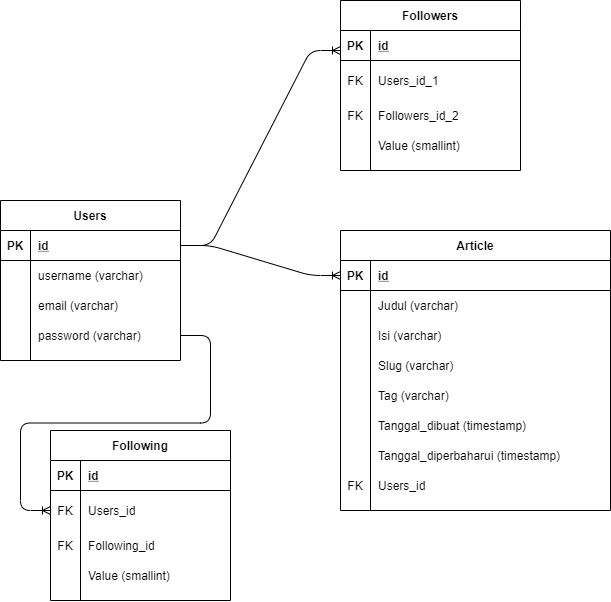 Followers
PK id
FK Users_id_1
FK Followers_id_2
Value (smallint)
Users
PK id
username (varchar)
email (varchar)
password (varchar)
Article
PK id
Judul (varchar)
Isi (varchar)
Slug (varchar)
Tag (varchar)
Tanggal_dibuat (timestamp)
Tanggal_diperbaharui (timestamp)
FK Users_id
Following
PK id
FK Users_id
FK Following_id
Value (smallint)